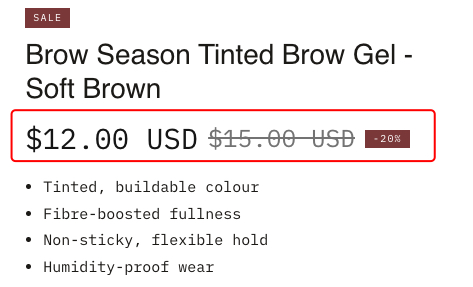 SALE
Brow Season Tinted Brow Gel -
Soft Brown
$12.00 USD $15.00 USD -20%
• Tinted, buildable colour
• Fibre-boosted fullness
• Non-sticky, flexible hold
• Humidity-proof wear